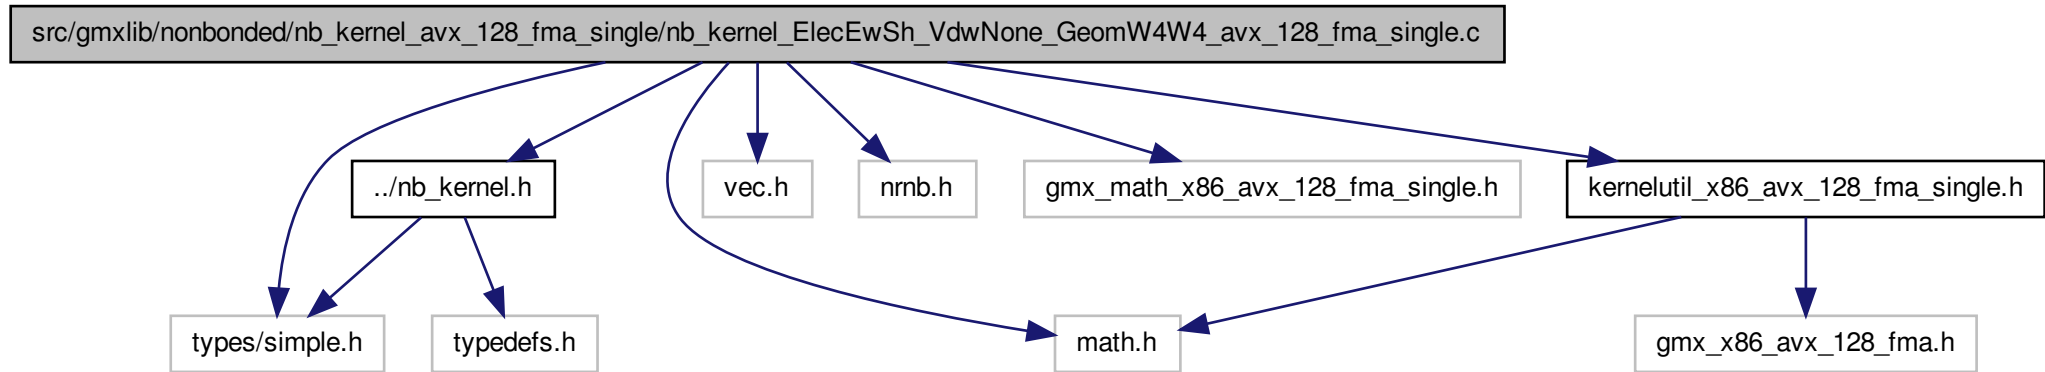 src/gmxlib/nonbonded/nb_kernel_avx_128_fma_single/nb_kernel_ElecEwSh_VdwNone_GeomW4W4_avx_128_fma_single.c
../nb_kernel.h
vec.h
nrnb.h
gmx_math_x86_avx_128_fma_single.h
kernelutil_x86_avx_128_fma_single.h
types/simple.h
typedefs.h
math.h
gmx_x86_avx_128_fma.h